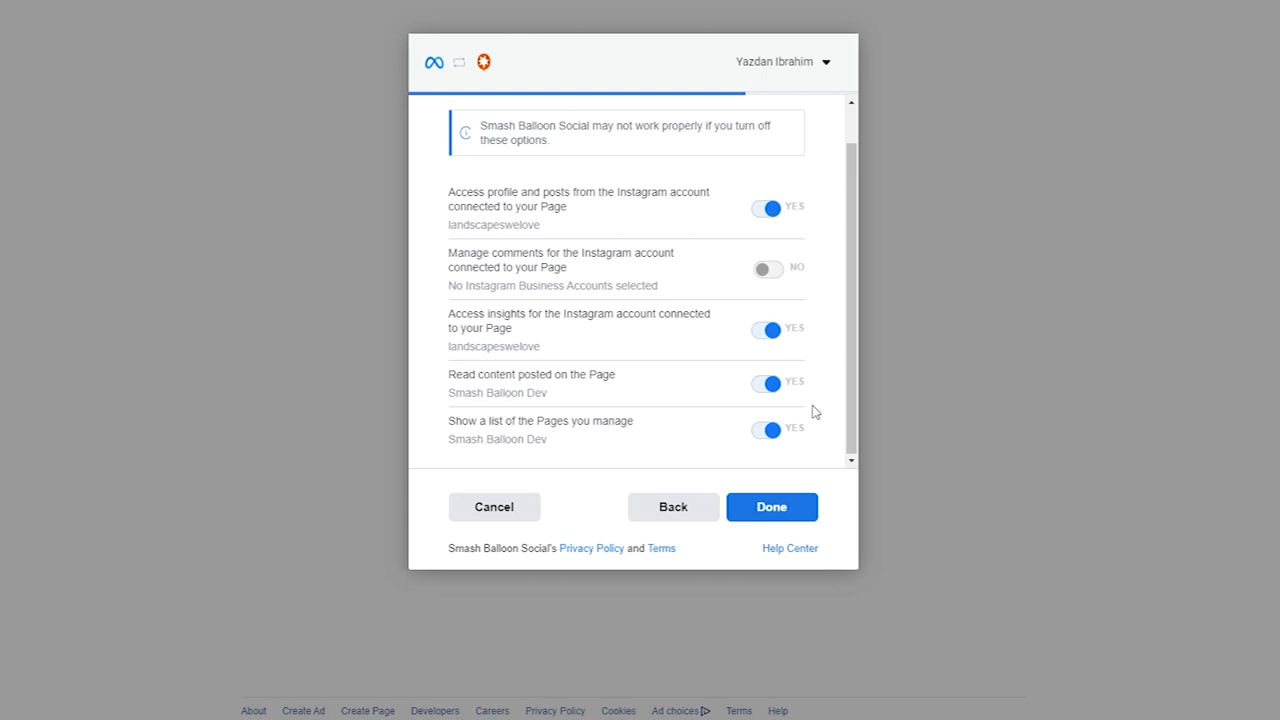 Yazdan Ibrahim
Smash Balloon Social may not work properly if you turn off
these options.
Access profile and posts from the Instagram account
connected to your Page
YES
landscapeswelove
Manage comments for the Instagram account
connected to your Page
NO
No Instagram Business Accounts selected
Access insights for the Instagram account connected
to your Page
YES
landscapeswelove
Read content posted on the Page
YES
Smash Balloon Dev
Show a list of the Pages you manage
YES
Smash Balloon Dev
Cancel Back Done
Smash Balloon Social's Privacy Policy and Terms Help Center
About Create Ad Create Page Developers Careers Privacy Policy Cookies Ad choices Terms Help